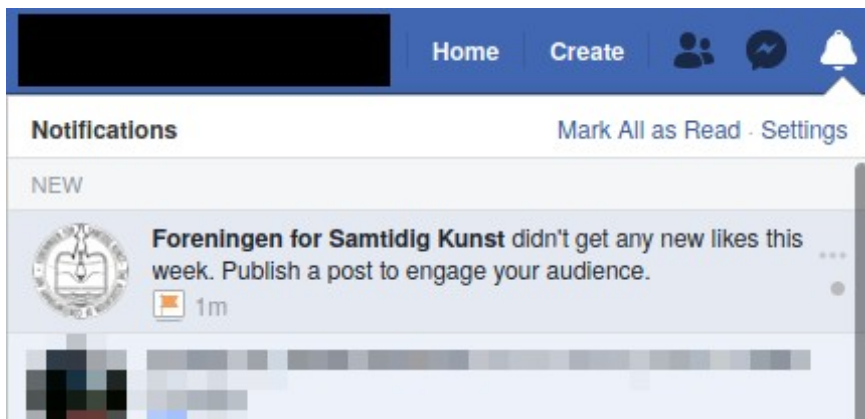 Home Create
Notifications Mark All as Read · Settings
NEW
Foreningen for Samtidig Kunst didn't get any new likes this
week. Publish a post to engage your audience.
1m